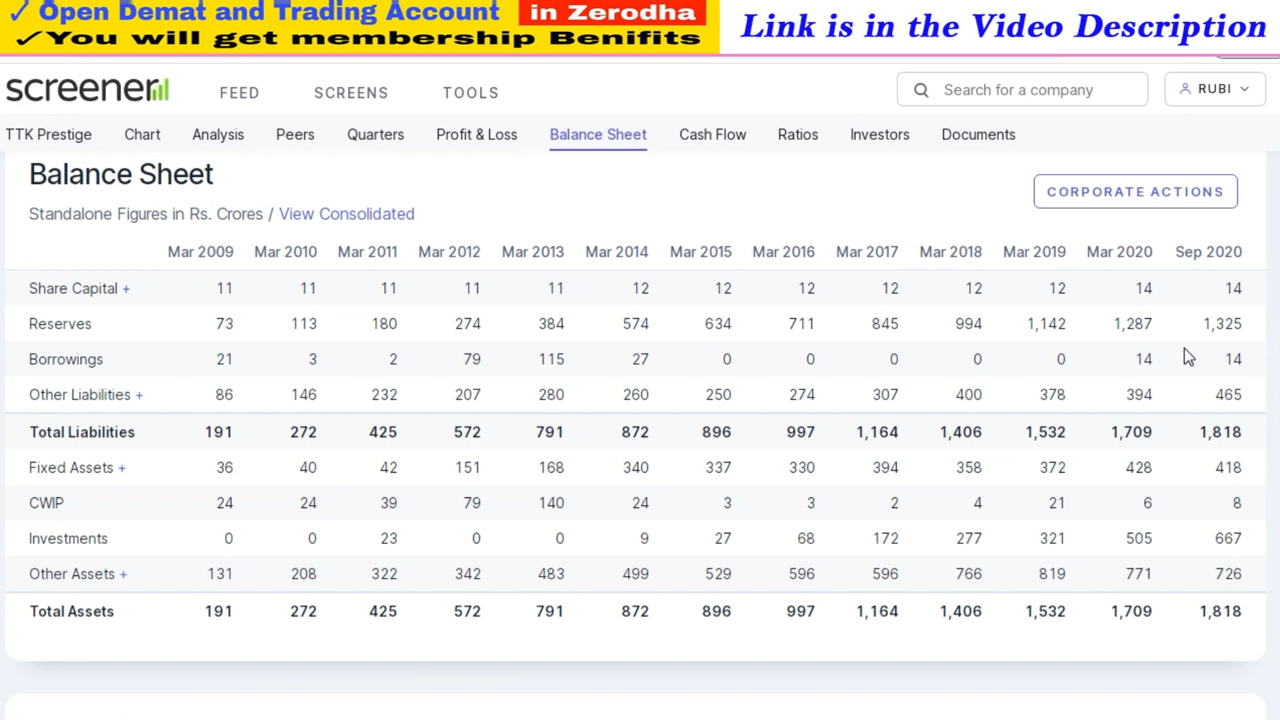 ✓ Open Demat and Trading Account in Zerodha
✓You will get membership Benifits
Link is in the Video Description
screener
FEED SCREENS TOOLS
Search for a company
RUBI
TTK Prestige Chart Analysis Peers Quarters Profit & Loss Balance Sheet Cash Flow Ratios Investors Documents
Balance Sheet
CORPORATE ACTIONS
Standalone Figures in Rs. Crores / View Consolidated
Mar 2009 Mar 2010 Mar 2011 Mar 2012 Mar 2013 Mar 2014 Mar 2015 Mar 2016 Mar 2017 Mar 2018 Mar 2019 Mar 2020 Sep 2020
Share Capital + 11 11 11 11 11 12 12 12 12 12 12 14 14
Reserves 73 113 180 274 384 574 634 711 845 994 1,142 1,287 1,325
Borrowings 21 3 2 79 115 27 0 0 0 0 0 14 14
Other Liabilities + 86 146 232 207 280 260 250 274 307 400 378 394 465
Total Liabilities 191 272 425 572 791 872 896 997 1,164 1,406 1,532 1,709 1,818
Fixed Assets + 36 40 42 151 168 340 337 330 394 358 372 428 418
CWIP 24 24 39 79 140 24 3 3 2 4 21 6 8
Investments 0 0 23 0 0 9 27 68 172 277 321 505 667
Other Assets + 131 208 322 342 483 499 529 596 596 766 819 771 726
Total Assets 191 272 425 572 791 872 896 997 1,164 1,406 1,532 1,709 1,818